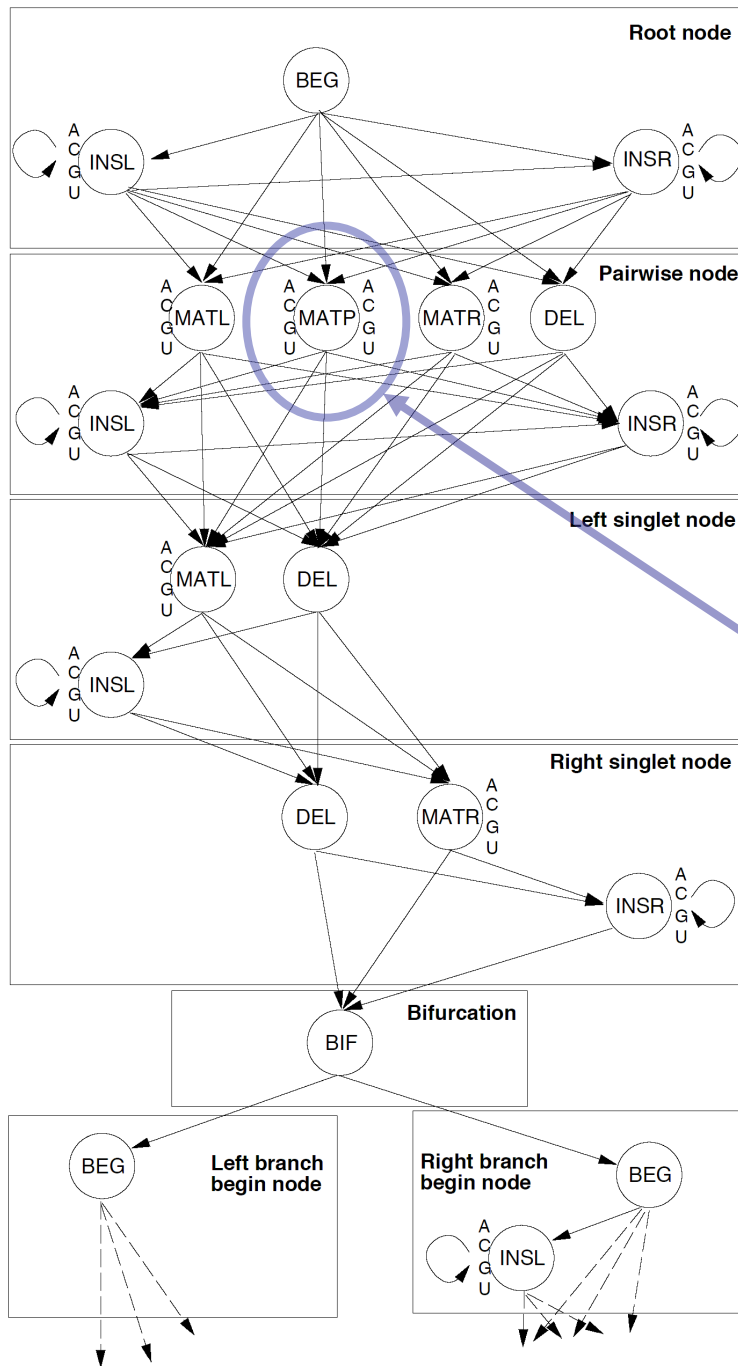 Root node
BEG
A
C
G
U
INSL
INSR
A
C
G
U
Pairwise node
A
C
G
U
MATL
A
C
G
U
MATP
A
C
G
U
MATR
A
C
G
U
DEL
A
C
G
U
INSL
INSR
A
C
G
U
Left singlet node
A
C
G
U
MATL
DEL
A
C
G
U
INSL
Right singlet node
DEL
MATR
A
C
G
U
INSR
A
C
G
U
Bifurcation
BIF
BEG
Left branch
begin node
Right branch
begin node
BEG
A
C
G
U
INSL